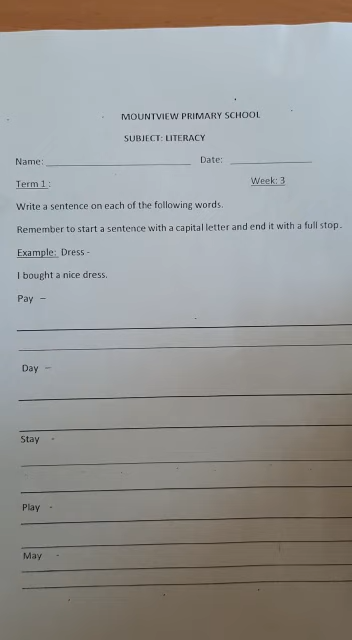 MOUNTVIEW PRIMARY SCHOOL
SUBJECT: LITERACY
Name: ____________________ Date: ____________
Term 1: Week: 3
Write a sentence on each of the following words.
Remember to start a sentence with a capital letter and end it with a full stop.
Example: Dress -
I bought a nice dress.
Pay –
Day –
Stay -
Play -
May -